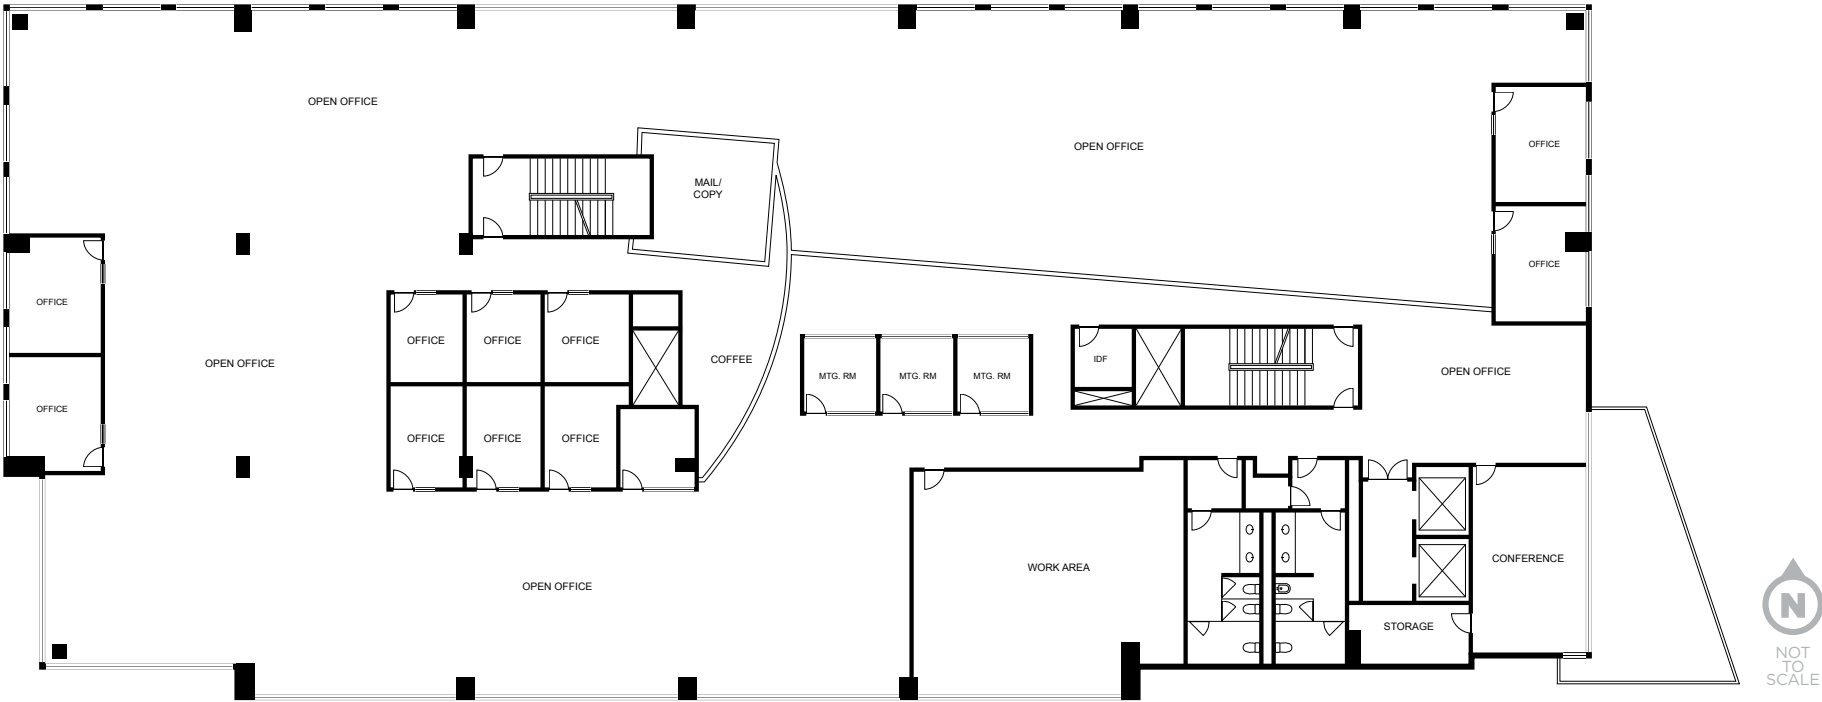 OPEN OFFICE
OPEN OFFICE
OFFICE
MAIL/
COPY
OFFICE
OFFICE
OFFICE
OPEN OFFICE
OFFICE
OFFICE
OFFICE
COFFEE
IDF
OPEN OFFICE
MTG. RM
MTG. RM
MTG. RM
OFFICE
OFFICE
OFFICE
OFFICE
CONFERENCE
WORK AREA
OPEN OFFICE
STORAGE
N
NOT
TO
SCALE